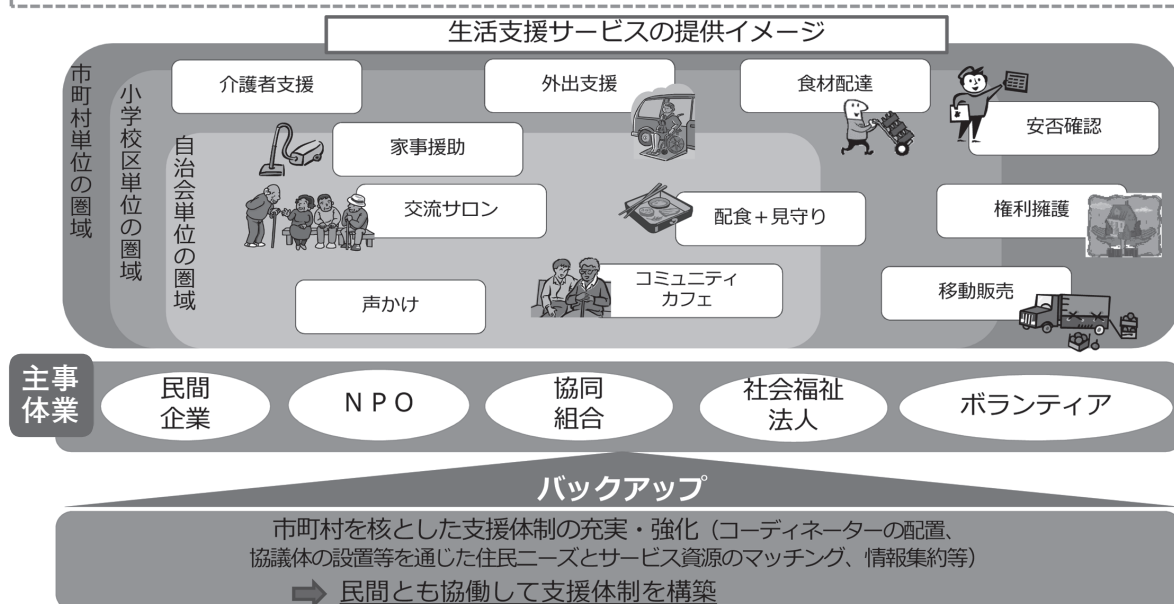 生活支援サービスの提供イメージ
市町村単位の圏域
小学校区単位の圏域
自治会単位の圏域
介護者支援
外出支援
食材配達
安否確認
家事援助
交流サロン
配食+見守り
権利擁護
声かけ
コミュニティ
カフェ
移動販売
事業
主体
民間
企業
NPO
協同
組合
社会福祉
法人
ボランティア
バックアップ
市町村を核とした支援体制の充実・強化(コーディネーターの配置、
協議体の設置等を通じた住民ニーズとサービス資源のマッチング、情報集約等)
➡ 民間とも協働して支援体制を構築